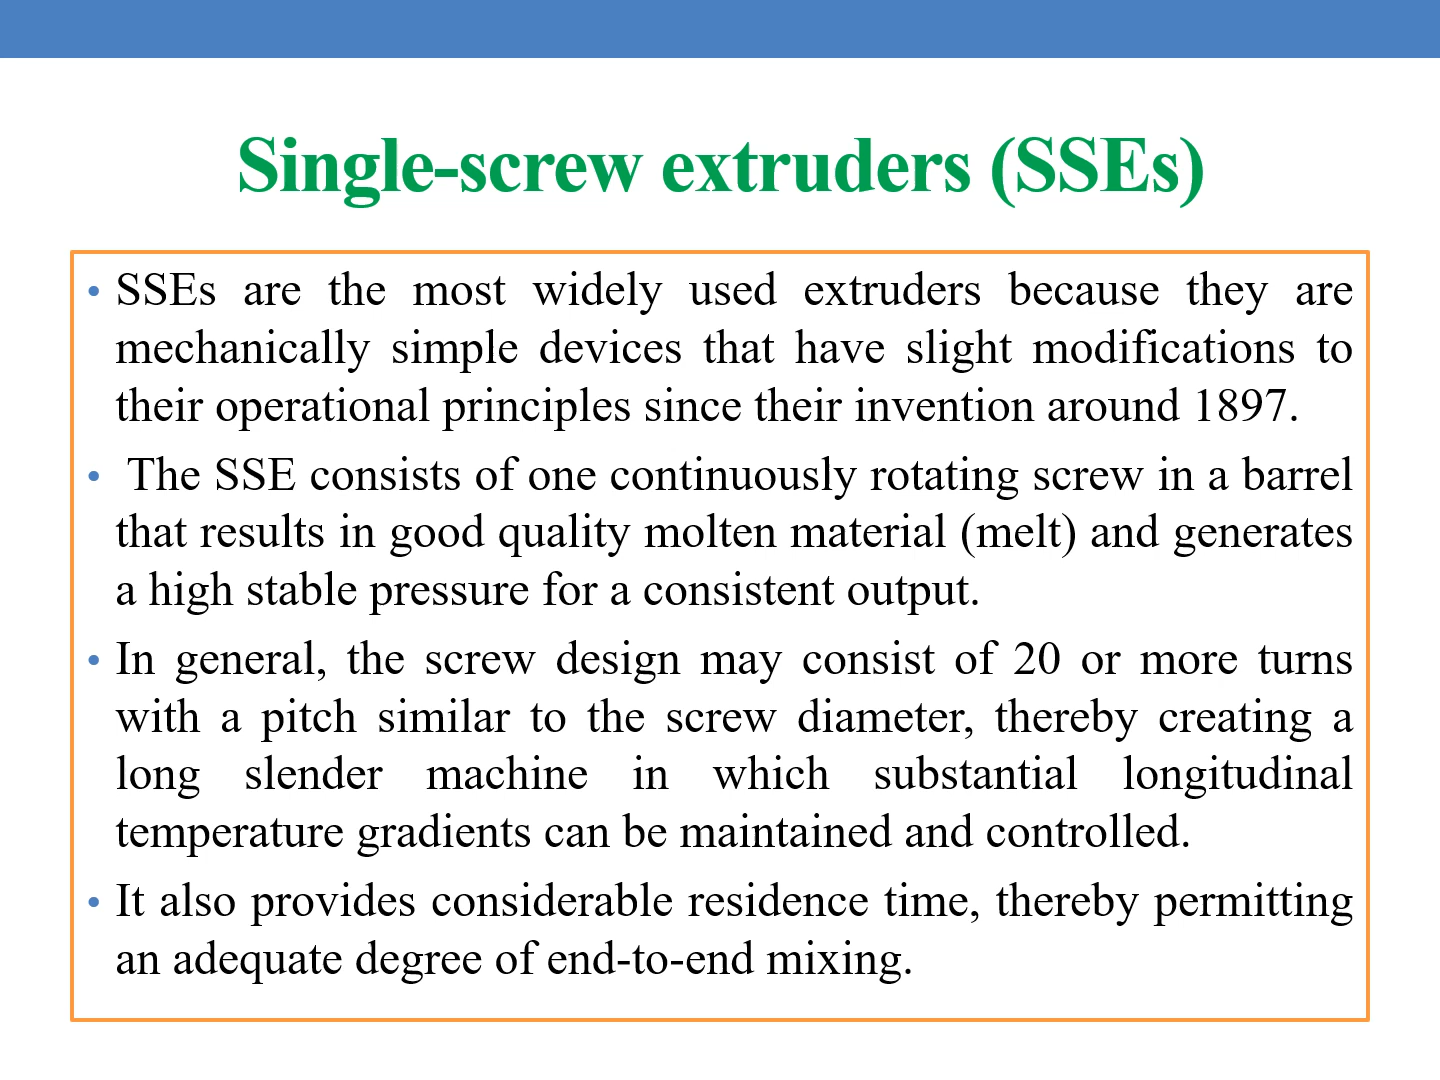 Single-screw extruders (SSEs)
• SSEs are the most widely used extruders because they are
mechanically simple devices that have slight modifications to
their operational principles since their invention around 1897.
• The SSE consists of one continuously rotating screw in a barrel
that results in good quality molten material (melt) and generates
a high stable pressure for a consistent output.
• In general, the screw design may consist of 20 or more turns
with a pitch similar to the screw diameter, thereby creating a
long slender machine in which substantial longitudinal
temperature gradients can be maintained and controlled.
• It also provides considerable residence time, thereby permitting
an adequate degree of end-to-end mixing.